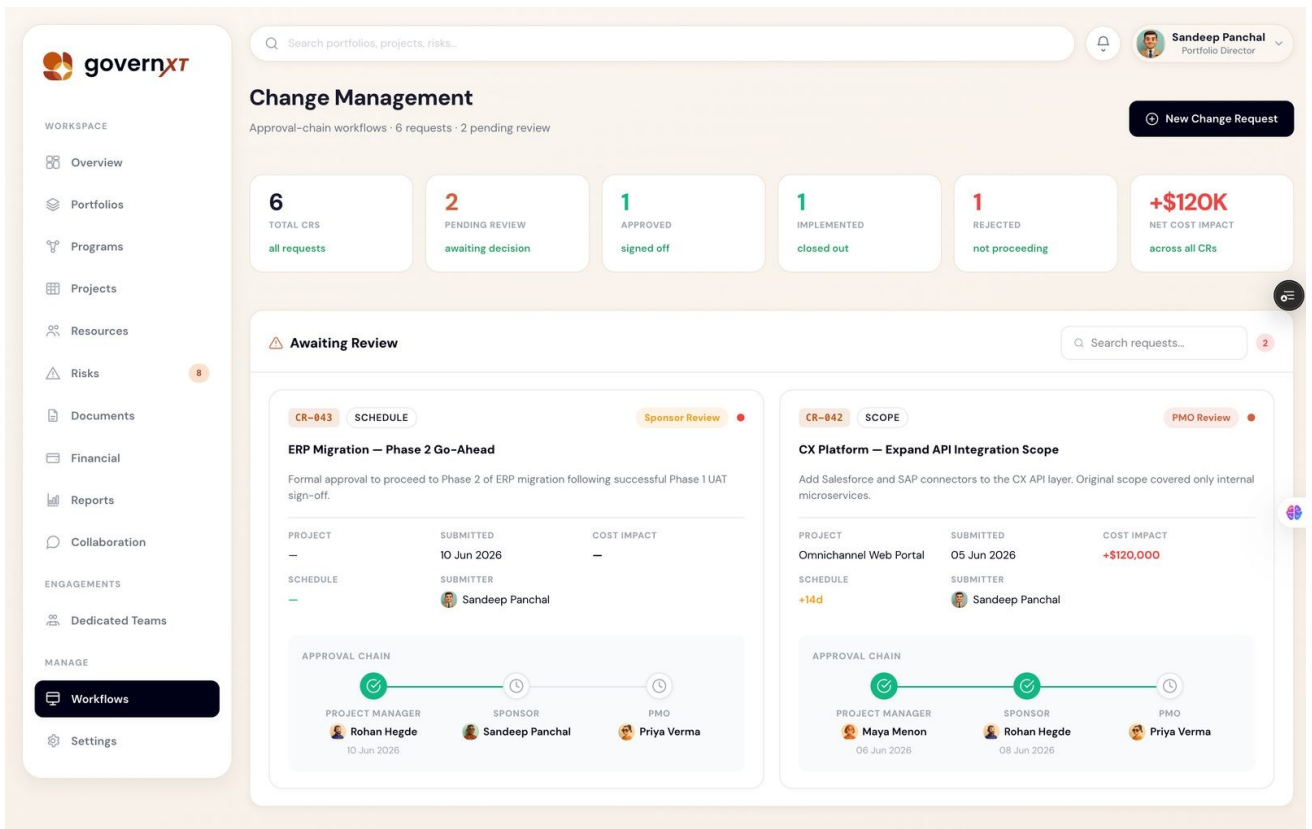 governXT
Search portfolios, projects, risks...
Sandeep Panchal
Portfolio Director
WORKSPACE
Overview
Portfolios
Programs
Projects
Resources
Risks 8
Documents
Financial
Reports
Collaboration
ENGAGEMENTS
Dedicated Teams
MANAGE
Workflows
Settings
Change Management
Approval-chain workflows · 6 requests · 2 pending review
New Change Request
6
TOTAL CRS
all requests
2
PENDING REVIEW
awaiting decision
1
APPROVED
signed off
1
IMPLEMENTED
closed out
1
REJECTED
not proceeding
+$120K
NET COST IMPACT
across all CRs
Awaiting Review
Search requests...
2
CR-043 SCHEDULE Sponsor Review
ERP Migration — Phase 2 Go-Ahead
Formal approval to proceed to Phase 2 of ERP migration following successful Phase 1 UAT
sign-off.
PROJECT SUBMITTED COST IMPACT
— 10 Jun 2026 —
SCHEDULE SUBMITTER
— Sandeep Panchal
APPROVAL CHAIN
PROJECT MANAGER SPONSOR PMO
Rohan Hegde Sandeep Panchal Priya Verma
10 Jun 2026
CR-042 SCOPE PMO Review
CX Platform — Expand API Integration Scope
Add Salesforce and SAP connectors to the CX API layer. Original scope covered only internal
microservices.
PROJECT SUBMITTED COST IMPACT
Omnichannel Web Portal 05 Jun 2026 +$120,000
SCHEDULE SUBMITTER
+14d Sandeep Panchal
APPROVAL CHAIN
PROJECT MANAGER SPONSOR PMO
Maya Menon Rohan Hegde Priya Verma
06 Jun 2026 08 Jun 2026